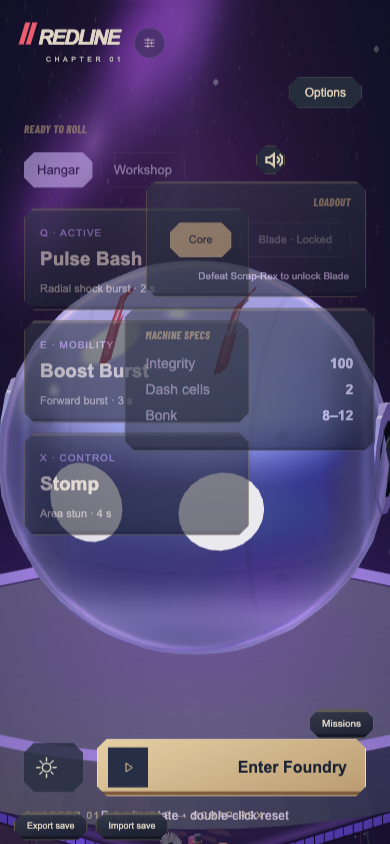 REDLINE
CHAPTER 01
Options
READY TO ROLL
Hangar
Workshop
LOADOUT
Core
Blade · Locked
Defeat Scrap-Rex to unlock Blade
Q · ACTIVE
Pulse Bash
Radial shock burst · 2 s
MACHINE SPECS
Integrity 100
Dash cells 2
Bonk 8–12
E · MOBILITY
Boost Burst
Forward burst · 3 s
X · CONTROL
Stomp
Area stun · 4 s
Missions
Enter Foundry
CHAPTER 01
double-click reset
Export save
Import save